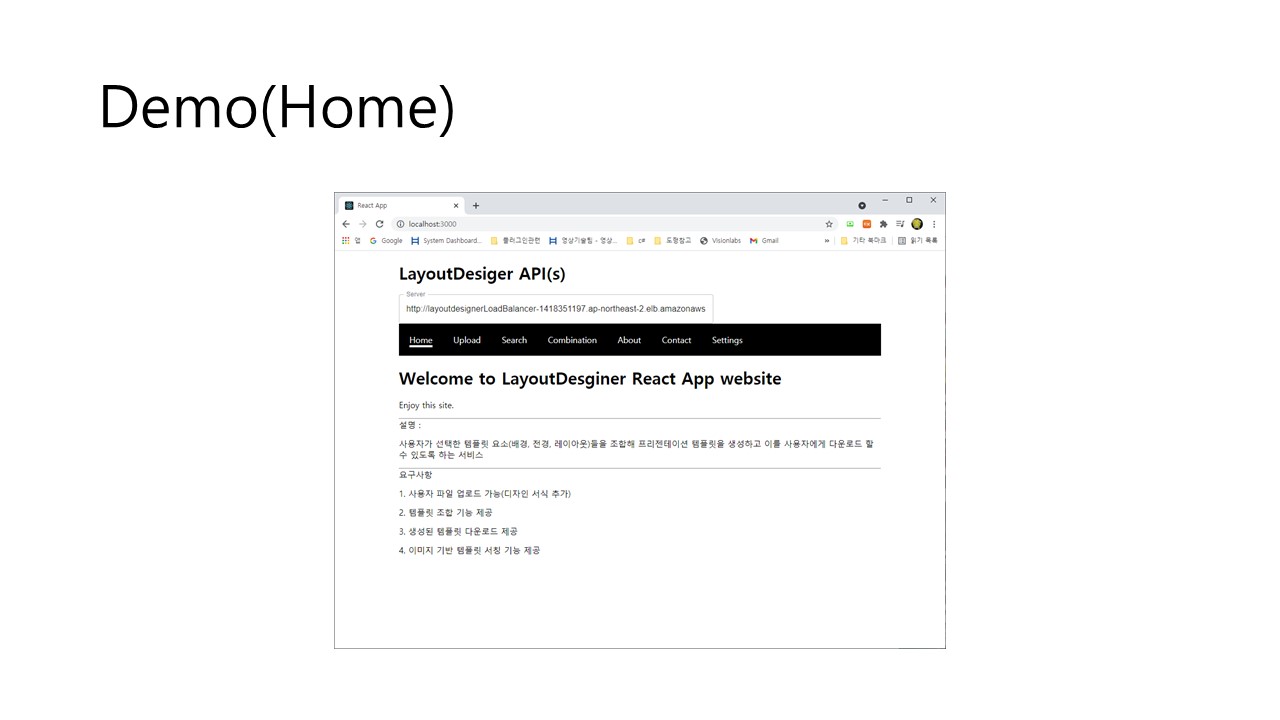 Demo(Home)
React App
localhost:3000
앱 Google System Dashboard... 플러그인관련 영상기술팀 - 영상... c# 도형참고 Visionlabs Gmail » 기타 북마크 읽기 목록
LayoutDesiger API(s)
Server
http://layoutdesignerLoadBalancer-1418351197.ap-northeast-2.elb.amazonaws
Home Upload Search Combination About Contact Settings
Welcome to LayoutDesginer React App website
Enjoy this site.
설명 :
사용자가 선택한 템플릿 요소(배경, 전경, 레이아웃)들을 조합해 프리젠테이션 템플릿을 생성하고 이를 사용자에게 다운로드 할
수 있도록 하는 서비스
요구사항
1. 사용자 파일 업로드 가능(디자인 서식 추가)
2. 템플릿 조합 기능 제공
3. 생성된 템플릿 다운로드 제공
4. 이미지 기반 템플릿 서칭 기능 제공